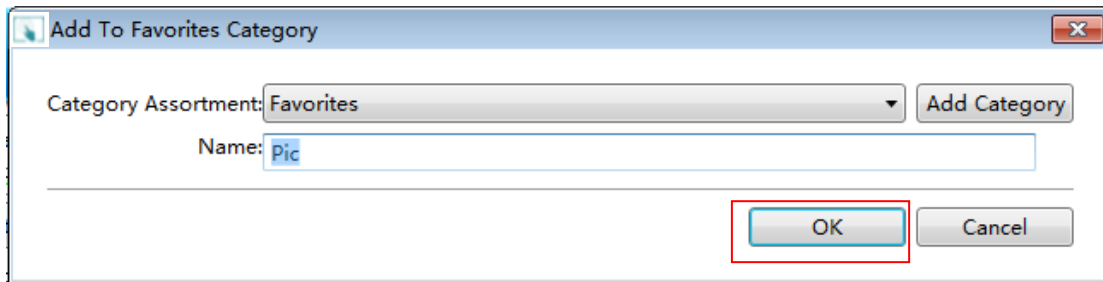 Add To Favorites Category
Category Assortment: Favorites Add Category
Name: Pic
OK Cancel